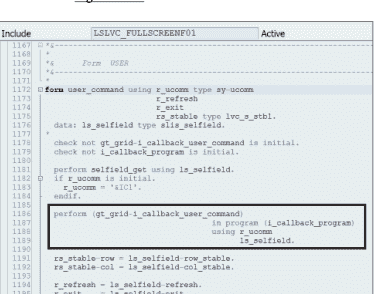 Include LSLVC_FULLSCREENF01 Active
1167 *&---------------------------------------------------------------------
1168 *
1169 *& Form USER
1170 *&---------------------------------------------------------------------
1171 *
1172 form user_command using r_ucomm type sy-ucomm
1173 r_refresh
1174 r_exit
1175 rs_stable type lvc_s_stbl.
1176 data: ls_selfield type slis_selfield.
1177 *
1178 check not gt_grid-i_callback_user_command is initial.
1179 check not i_callback_program is initial.
1180
1181 perform selfield_get using ls_selfield.
1182 if r_ucomm is initial.
1183 r_ucomm = '&IC1'.
1184 endif.
1185
1186 perform (gt_grid-i_callback_user_command)
1187 in program (i_callback_program)
1188 using r_ucomm
1189 ls_selfield.
1190
1191 rs_stable-row = ls_selfield-row_stable.
1192 rs_stable-col = ls_selfield-col_stable.
1193
1194 r_refresh = ls_selfield-refresh.
1195 r_exit = ls_selfield-exit.